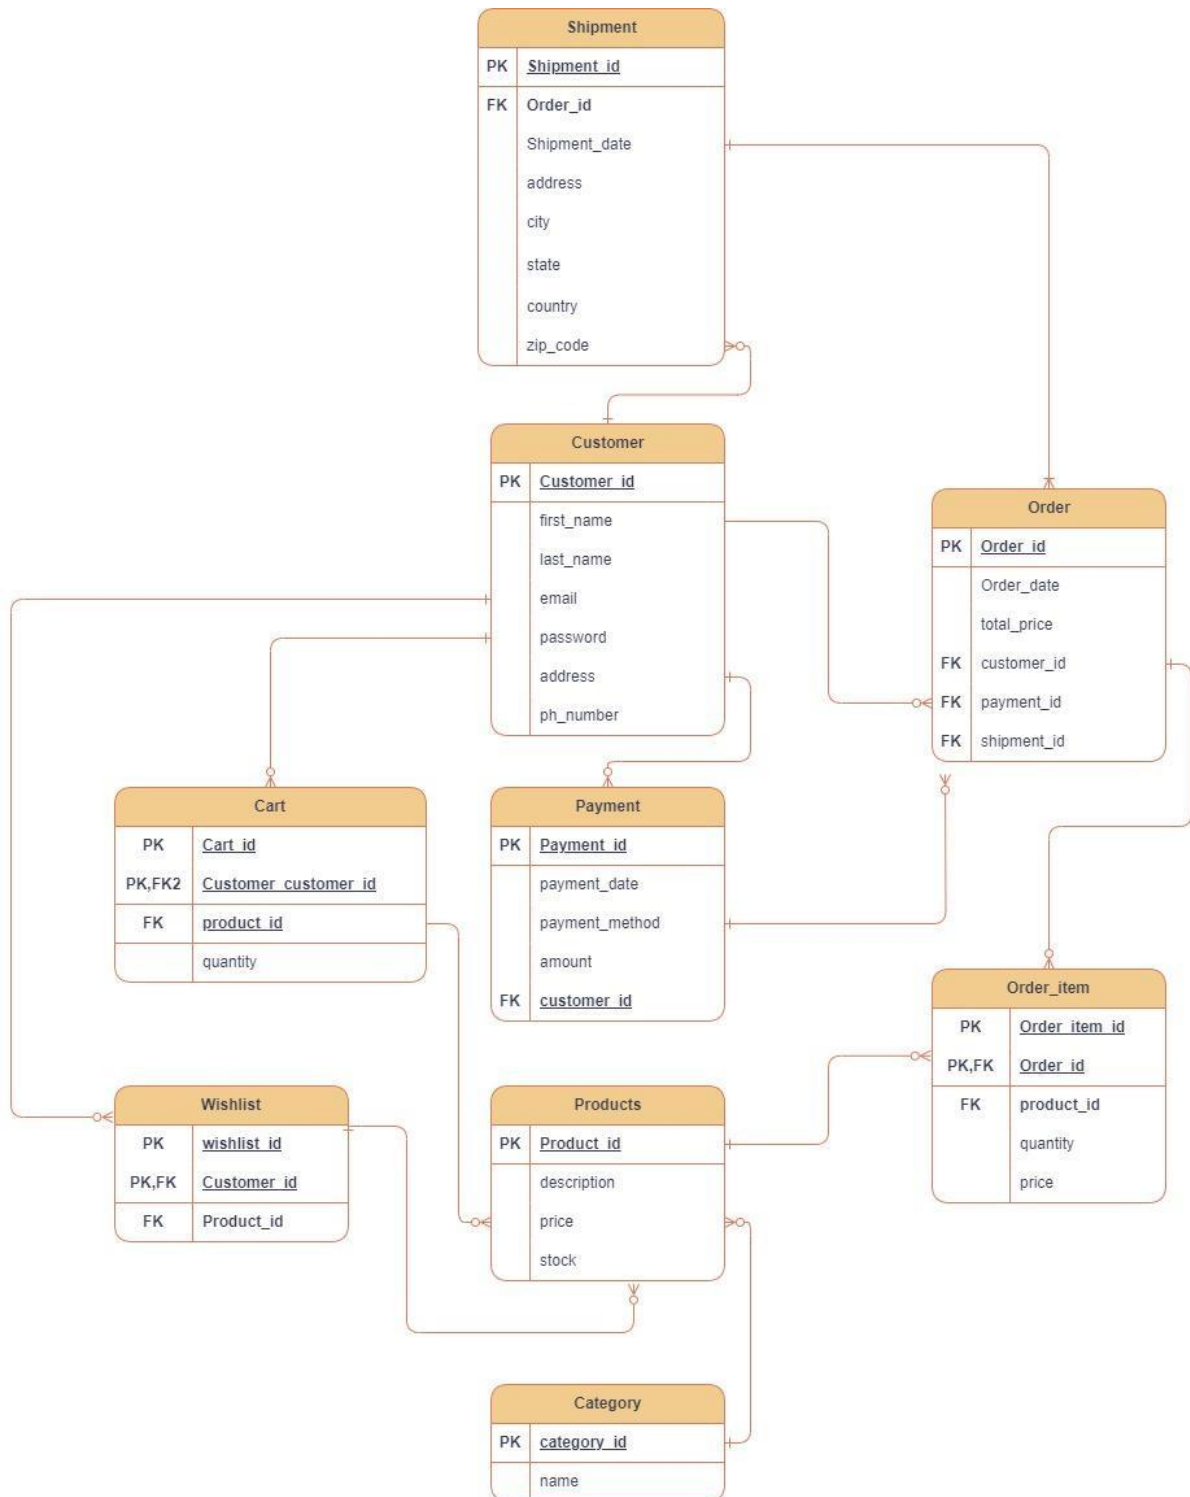 Shipment
PK Shipment_id
FK Order_id
Shipment_date
address
city
state
country
zip_code
Customer
PK Customer_id
first_name
last_name
email
password
address
ph_number
Order
PK Order_id
Order_date
total_price
FK customer_id
FK payment_id
FK shipment_id
Cart
PK Cart_id
PK,FK2 Customer_customer_id
FK product_id
quantity
Payment
PK Payment_id
payment_date
payment_method
amount
FK customer_id
Order_item
PK Order_item_id
PK,FK Order_id
FK product_id
quantity
price
Wishlist
PK wishlist_id
PK,FK Customer_id
FK Product_id
Products
PK Product_id
description
price
stock
Category
PK category_id
name